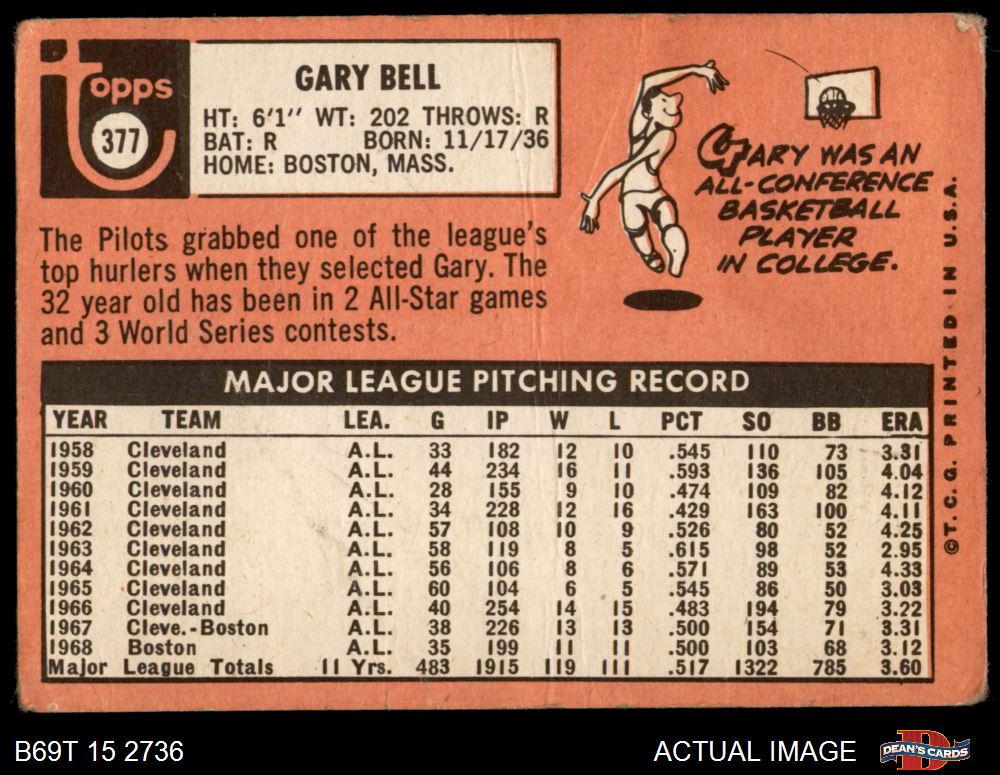 Topps
377
GARY BELL
HT: 6'1" WT: 202 THROWS: R
BAT: R BORN: 11/17/36
HOME: BOSTON, MASS.
The Pilots grabbed one of the league's
top hurlers when they selected Gary. The
32 year old has been in 2 All-Star games
and 3 World Series contests.
GARY WAS AN
ALL-CONFERENCE
BASKETBALL
PLAYER
IN COLLEGE.
©T.C.G. PRINTED IN U.S.A.
MAJOR LEAGUE PITCHING RECORD
YEAR TEAM LEA. G IP W L PCT SO BB ERA
1958 Cleveland A.L. 33 182 12 10 .545 110 73 3.31
1959 Cleveland A.L. 44 234 16 11 .593 136 105 4.04
1960 Cleveland A.L. 28 155 9 10 .474 109 82 4.12
1961 Cleveland A.L. 34 228 12 16 .429 163 100 4.11
1962 Cleveland A.L. 57 108 10 9 .526 80 52 4.25
1963 Cleveland A.L. 58 119 8 5 .615 98 52 2.95
1964 Cleveland A.L. 56 106 8 6 .571 89 53 4.33
1965 Cleveland A.L. 60 104 6 5 .545 86 50 3.03
1966 Cleveland A.L. 40 254 14 15 .483 194 79 3.22
1967 Cleve.-Boston A.L. 38 226 13 13 .500 154 71 3.31
1968 Boston A.L. 35 199 11 11 .500 103 68 3.12
Major League Totals 11 Yrs. 483 1915 119 111 .517 1322 785 3.60
B69T 15 2736
ACTUAL IMAGE
D
DEAN'S CARDS